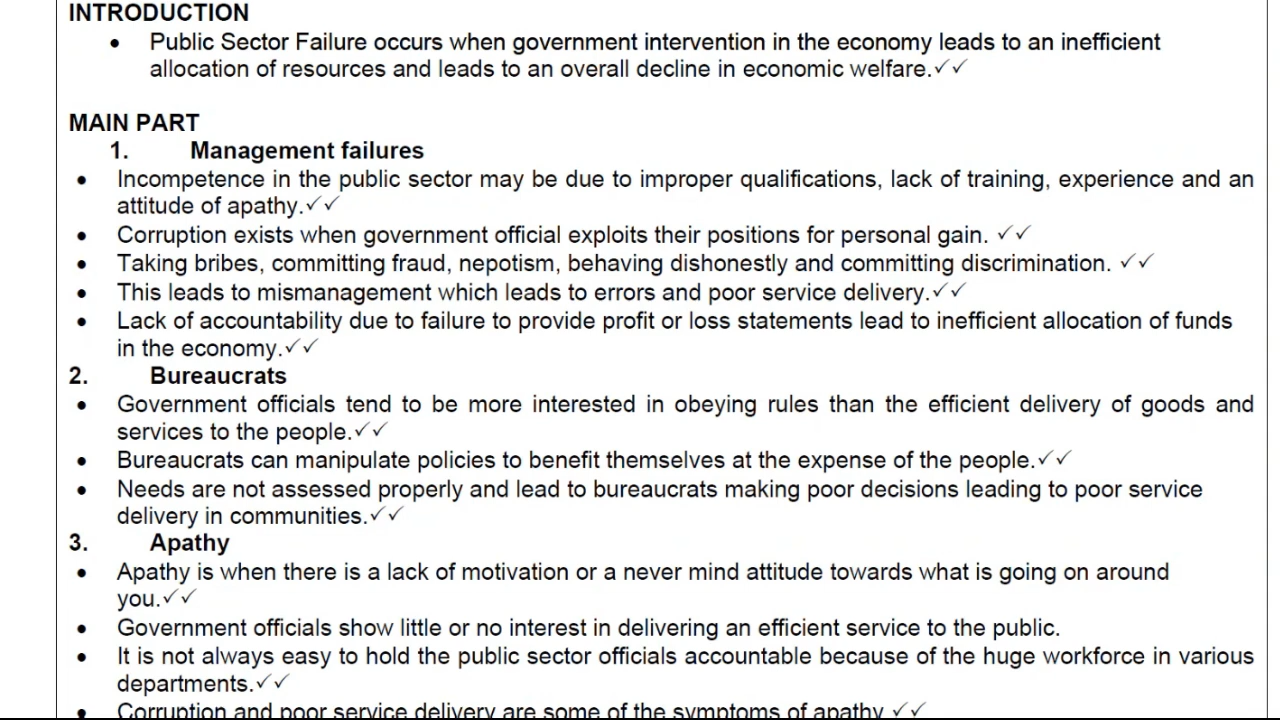 INTRODUCTION
• Public Sector Failure occurs when government intervention in the economy leads to an inefficient
allocation of resources and leads to an overall decline in economic welfare.✓✓
MAIN PART
1. Management failures
• Incompetence in the public sector may be due to improper qualifications, lack of training, experience and an
attitude of apathy.✓✓
• Corruption exists when government official exploits their positions for personal gain. ✓✓
• Taking bribes, committing fraud, nepotism, behaving dishonestly and committing discrimination. ✓✓
• This leads to mismanagement which leads to errors and poor service delivery.✓✓
• Lack of accountability due to failure to provide profit or loss statements lead to inefficient allocation of funds
in the economy.✓✓
2. Bureaucrats
• Government officials tend to be more interested in obeying rules than the efficient delivery of goods and
services to the people.✓✓
• Bureaucrats can manipulate policies to benefit themselves at the expense of the people.✓✓
• Needs are not assessed properly and lead to bureaucrats making poor decisions leading to poor service
delivery in communities.✓✓
3. Apathy
• Apathy is when there is a lack of motivation or a never mind attitude towards what is going on around
you.✓✓
• Government officials show little or no interest in delivering an efficient service to the public.
• It is not always easy to hold the public sector officials accountable because of the huge workforce in various
departments.✓✓
• Corruption and poor service delivery are some of the symptoms of apathy ✓✓